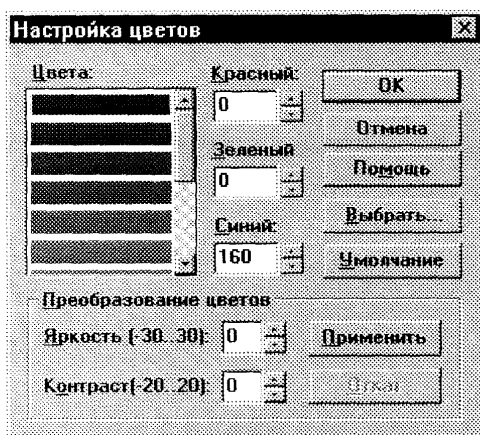 Настройка цветов
Цвета:
Красный:
0
Зеленый
0
Синий:
160
OK
Отмена
Помощь
Выбрать...
Умолчание
Преобразование цветов
Яркость (-30..30): 0
Применить
Контраст(-20..20): 0
Откат